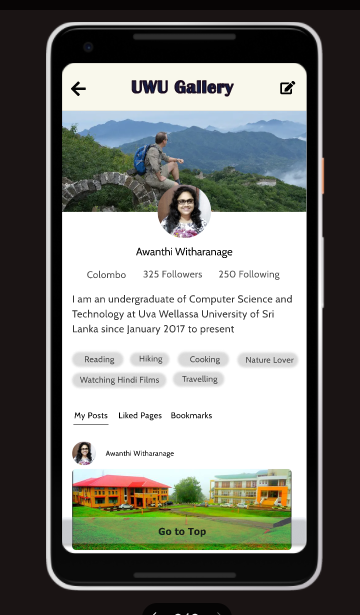 UWU Gallery
Awanthi Witharanage
Colombo 325 Followers 250 Following
I am an undergraduate of Computer Science and
Technology at Uva Wellassa University of Sri
Lanka since January 2017 to present
Reading Hiking Cooking Nature Lover
Watching Hindi Films Travelling
My Posts Liked Pages Bookmarks
Awanthi Witharanage
Go to Top